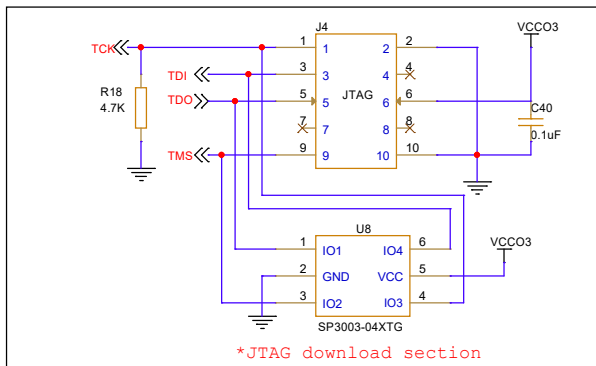 J4
VCCO3
TCK
1 1 2 2
TDI
3 3 4 4
R18
4.7K
TDO
5 5 JTAG 6 6
C40
0.1uF
7 7 8 8
TMS
9 9 10 10
U8
VCCO3
1 IO1 IO4 6
2 GND VCC 5
3 IO2 IO3 4
SP3003-04XTG
*JTAG download section